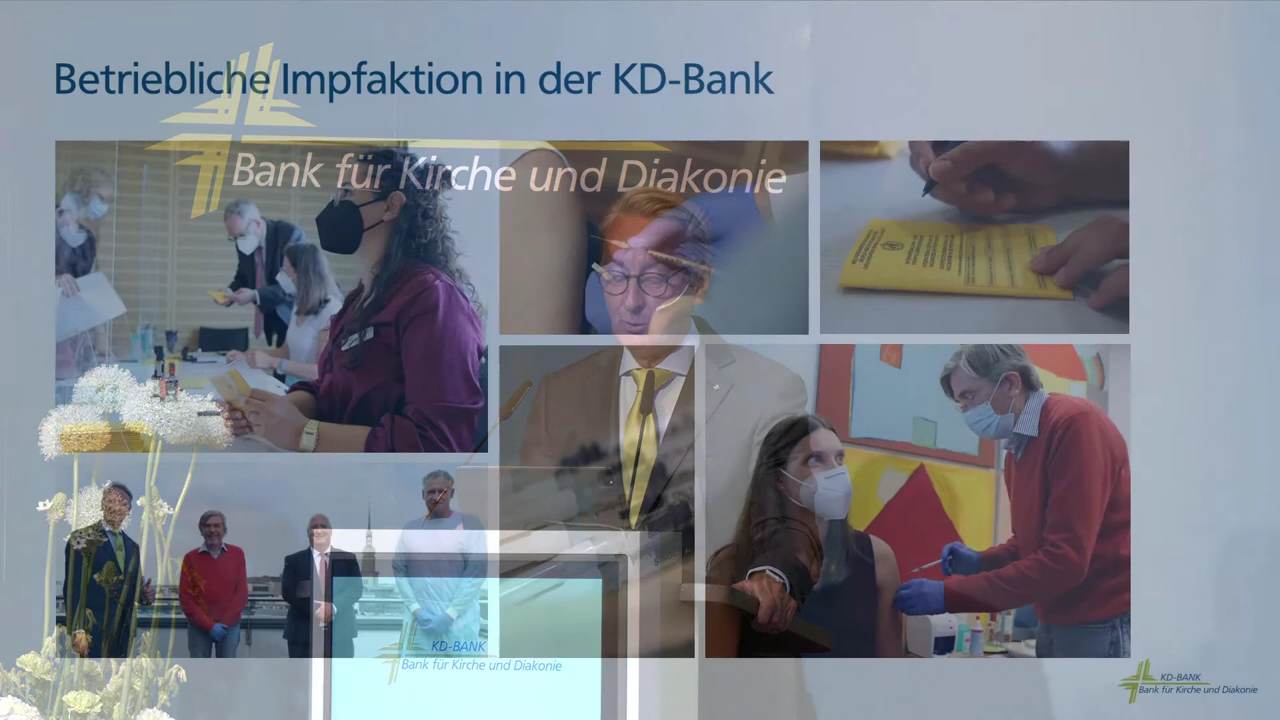 Betriebliche Impfaktion in der KD-Bank
Bank für Kirche und Diakonie
KD-BANK
Bank für Kirche und Diakonie
KD-BANK
Bank für Kirche und Diakonie